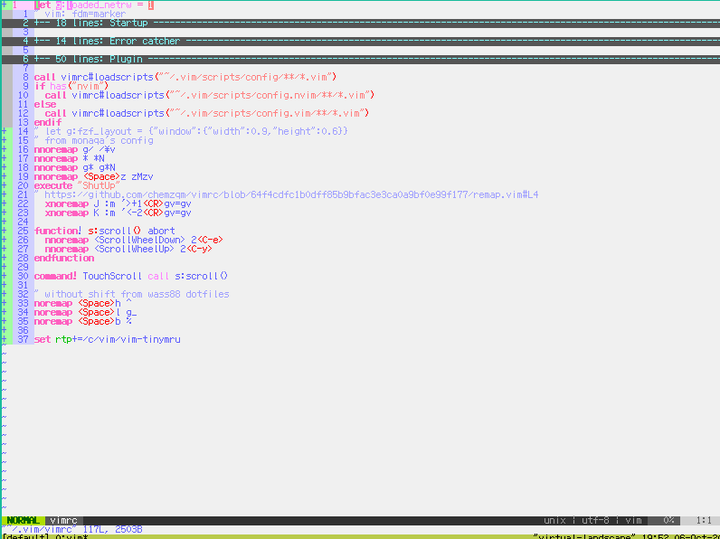 + 1 let g:loaded_netrw = 1
1 " vim: fdm=marker
+ 2 +-- 18 lines: Startup
3
+ 4 +-- 14 lines: Error catcher
5
+ 6 +-- 50 lines: Plugin
7
8 call vimrc#loadscripts("~/.vim/scripts/config/**/*.vim")
9 if has("nvim")
10 call vimrc#loadscripts("~/.vim/scripts/config.nvim/**/*.vim")
11 else
12 call vimrc#loadscripts("~/.vim/scripts/config.vim/**/*.vim")
+ 13 endif
+ 14 " let g:fzf_layout = {"window":{"width":0.9,"height":0.6}}
+ 15 " from monaqa's config
+ 16 nnoremap g/ /\v
+ 17 nnoremap * *N
+ 18 nnoremap g* g*N
+ 19 nnoremap <Space>z zMzv
+ 20 execute "ShutUp"
+ 21 " https://github.com/chemzqm/vimrc/blob/64f4cdfc1b0dff85b9bfac3e3ca0a9bf0e99f177/remap.vim#L4
+ 22 xnoremap J :m '>+1<CR>gv=gv
+ 23 xnoremap K :m '<-2<CR>gv=gv
+ 24
+ 25 function! s:scroll() abort
+ 26 nnoremap <ScrollWheelDown> 2<C-e>
+ 27 nnoremap <ScrollWheelUp> 2<C-y>
+ 28 endfunction
+ 29
+ 30 command! TouchScroll call s:scroll()
+ 31
+ 32 " without shift from wass88 dotfiles
+ 33 noremap <Space>h ^
+ 34 noremap <Space>l g_
+ 35 noremap <Space>b %
+ 36
+ 37 set rtp+=/c/vim/vim-tinymru
NORMAL vimrc unix | utf-8 | vim 0% 1:1
"~/.vim/vimrc" 117L, 2503B
[default] 0:vim* "virtual-landscape" 19:52 06-Oct-2